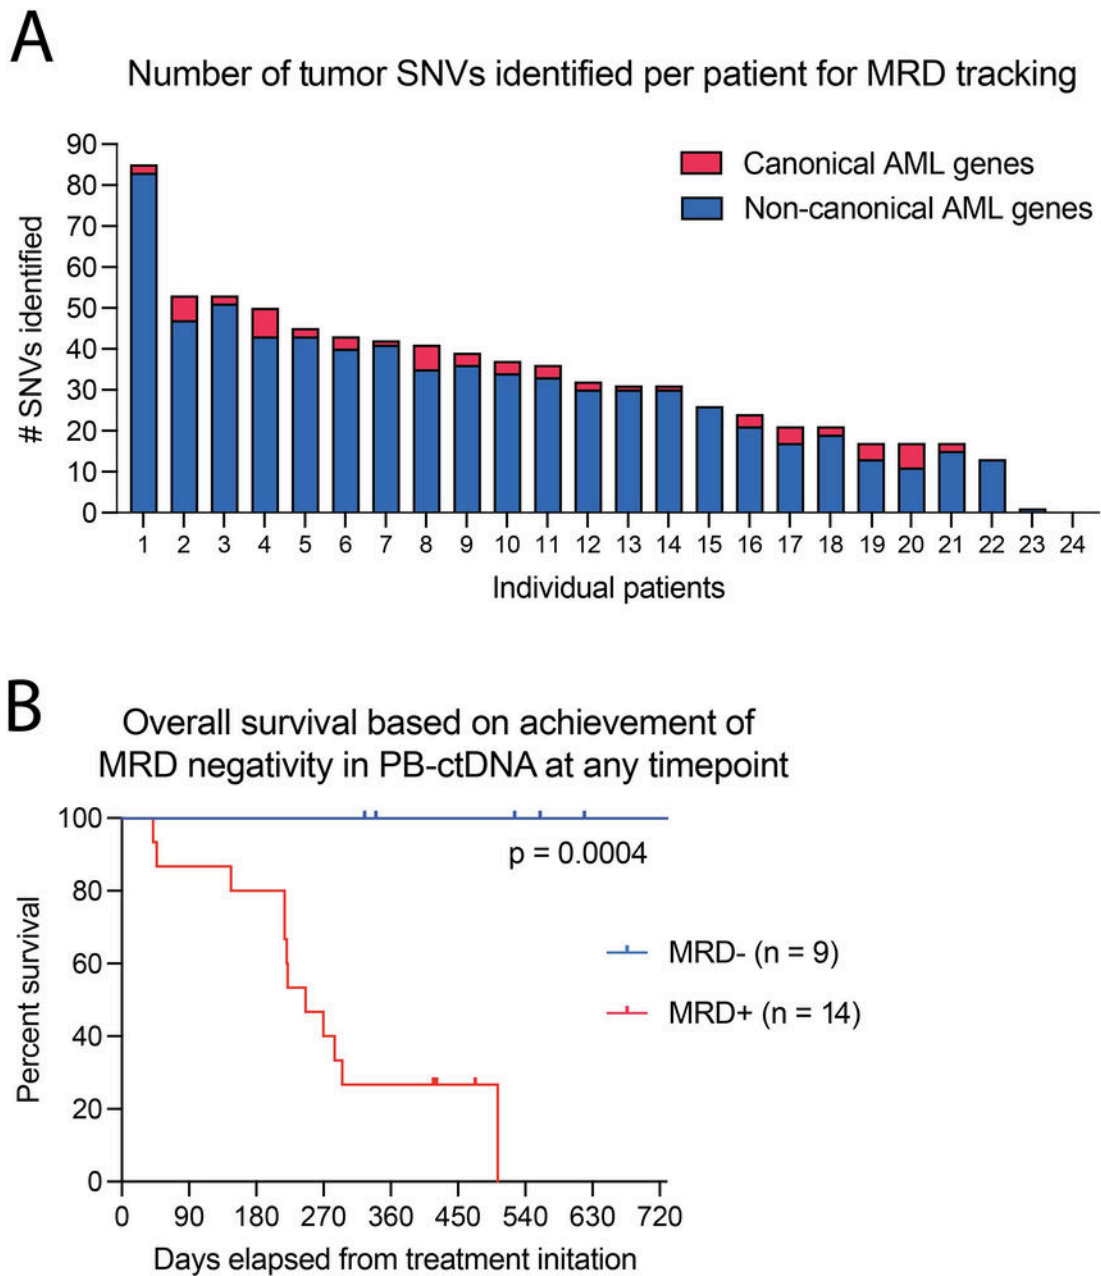 A
Number of tumor SNVs identified per patient for MRD tracking
90
80
70
60
50
40
30
20
10
0
# SNVs identified
Canonical AML genes
Non-canonical AML genes
1 2 3 4 5 6 7 8 9 10 11 12 13 14 15 16 17 18 19 20 21 22 23 24
Individual patients
B
Overall survival based on achievement of
MRD negativity in PB-ctDNA at any timepoint
100
80
60
40
20
0
Percent survival
p = 0.0004
MRD- (n = 9)
MRD+ (n = 14)
0 90 180 270 360 450 540 630 720
Days elapsed from treatment initation